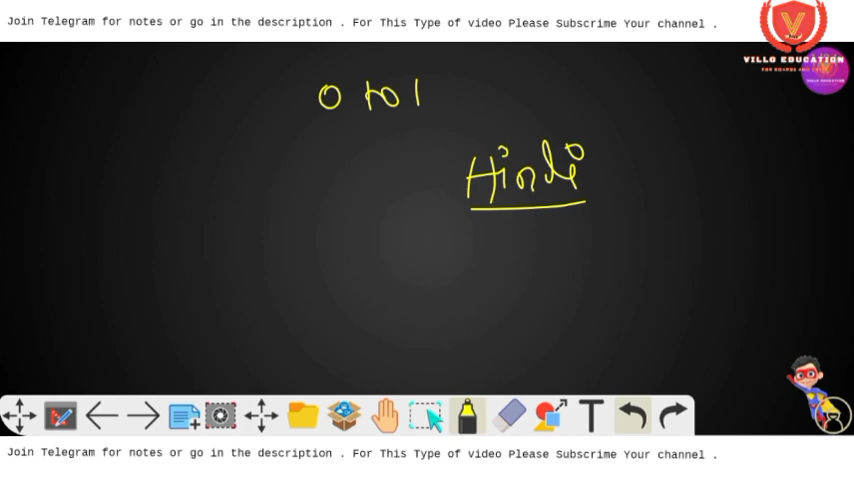 Join Telegram for notes or go in the description . For This Type of video Please Subscrime Your channel .
V
VILLO EDUCATION
0 to 1
Hindi
T
Join Telegram for notes or go in the description . For This Type of video Please Subscrime Your channel .